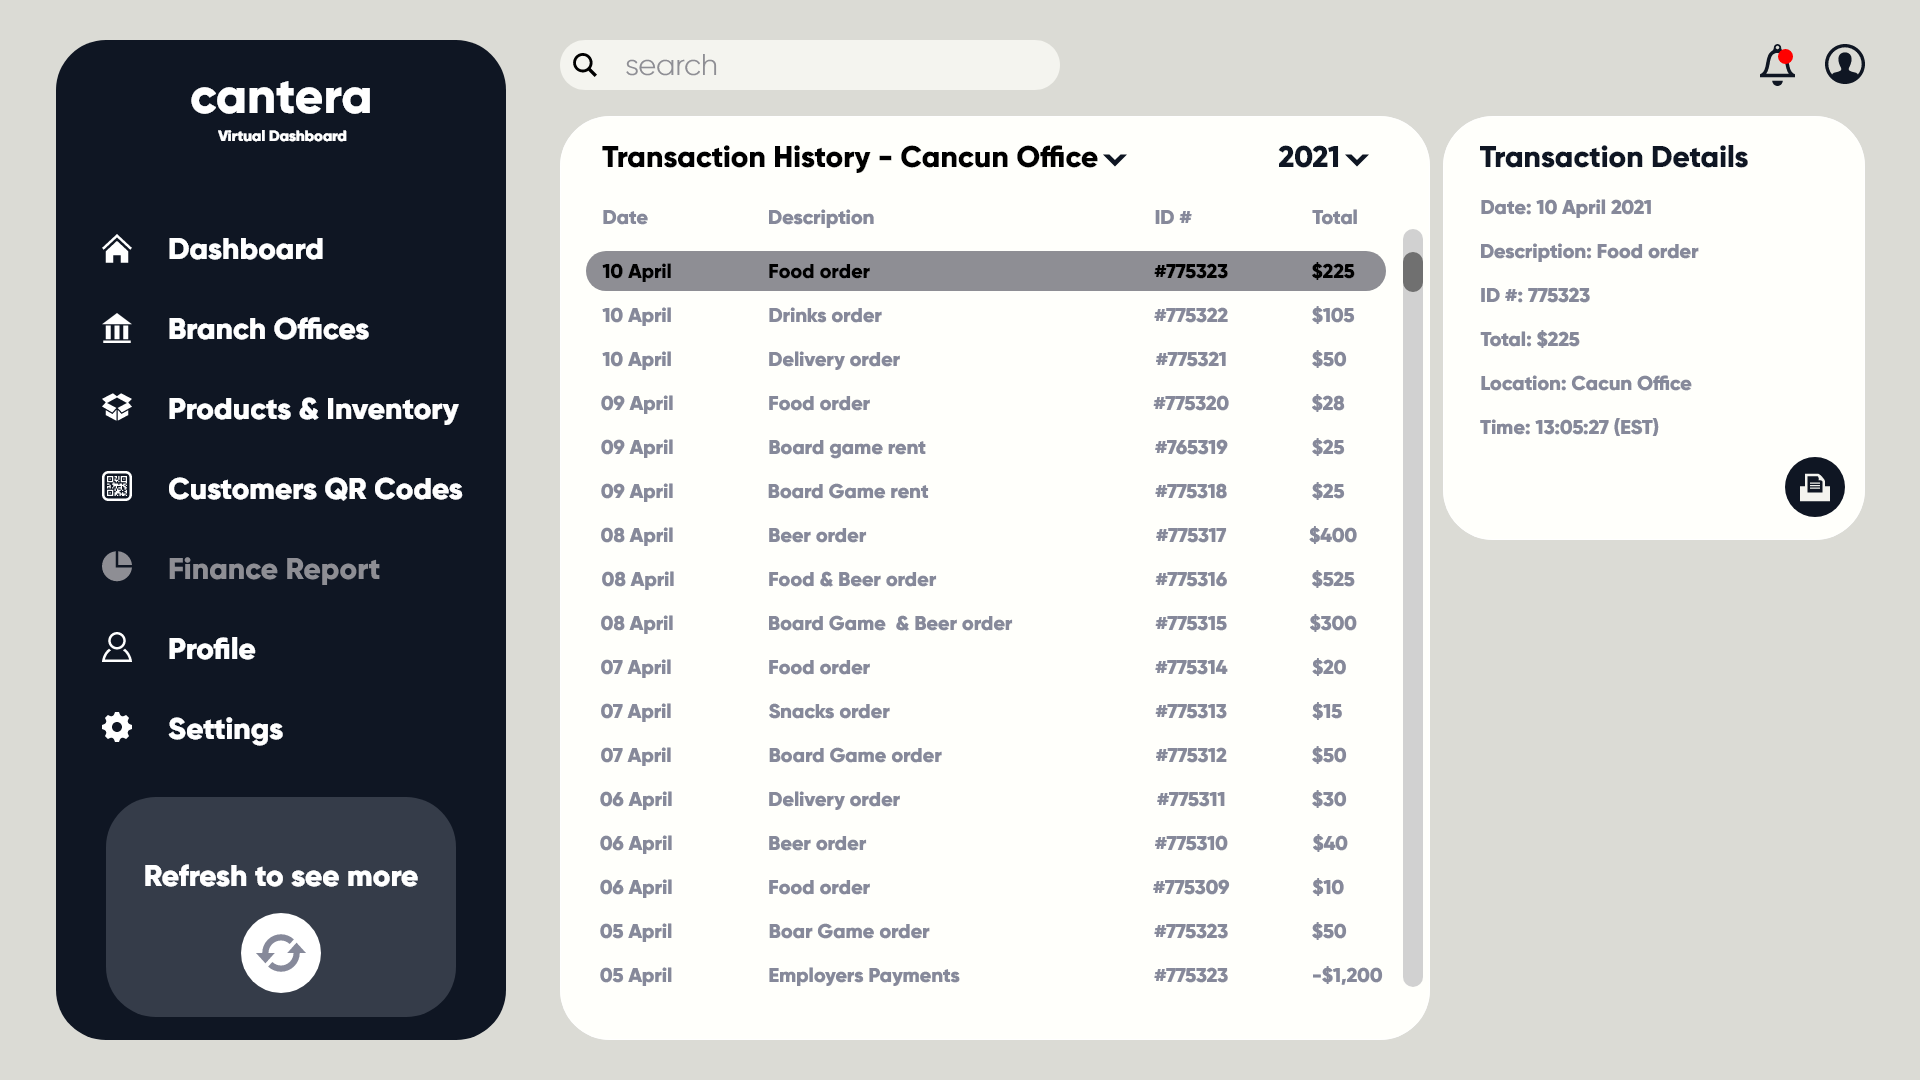 cantera
Virtual Dashboard
Dashboard
Branch Offices
Products & Inventory
Customers QR Codes
Finance Report
Profile
Settings
Refresh to see more
search
Transaction History - Cancun Office 2021
Date Description ID # Total
10 April Food order #775323 $225
10 April Drinks order #775322 $105
10 April Delivery order #775321 $50
09 April Food order #775320 $28
09 April Board game rent #765319 $25
09 April Board Game rent #775318 $25
08 April Beer order #775317 $400
08 April Food & Beer order #775316 $525
08 April Board Game  & Beer order #775315 $300
07 April Food order #775314 $20
07 April Snacks order #775313 $15
07 April Board Game order #775312 $50
06 April Delivery order #775311 $30
06 April Beer order #775310 $40
06 April Food order #775309 $10
05 April Boar Game order #775323 $50
05 April Employers Payments #775323 -$1,200
Transaction Details
Date: 10 April 2021
Description: Food order
ID #: 775323
Total: $225
Location: Cacun Office
Time: 13:05:27 (EST)